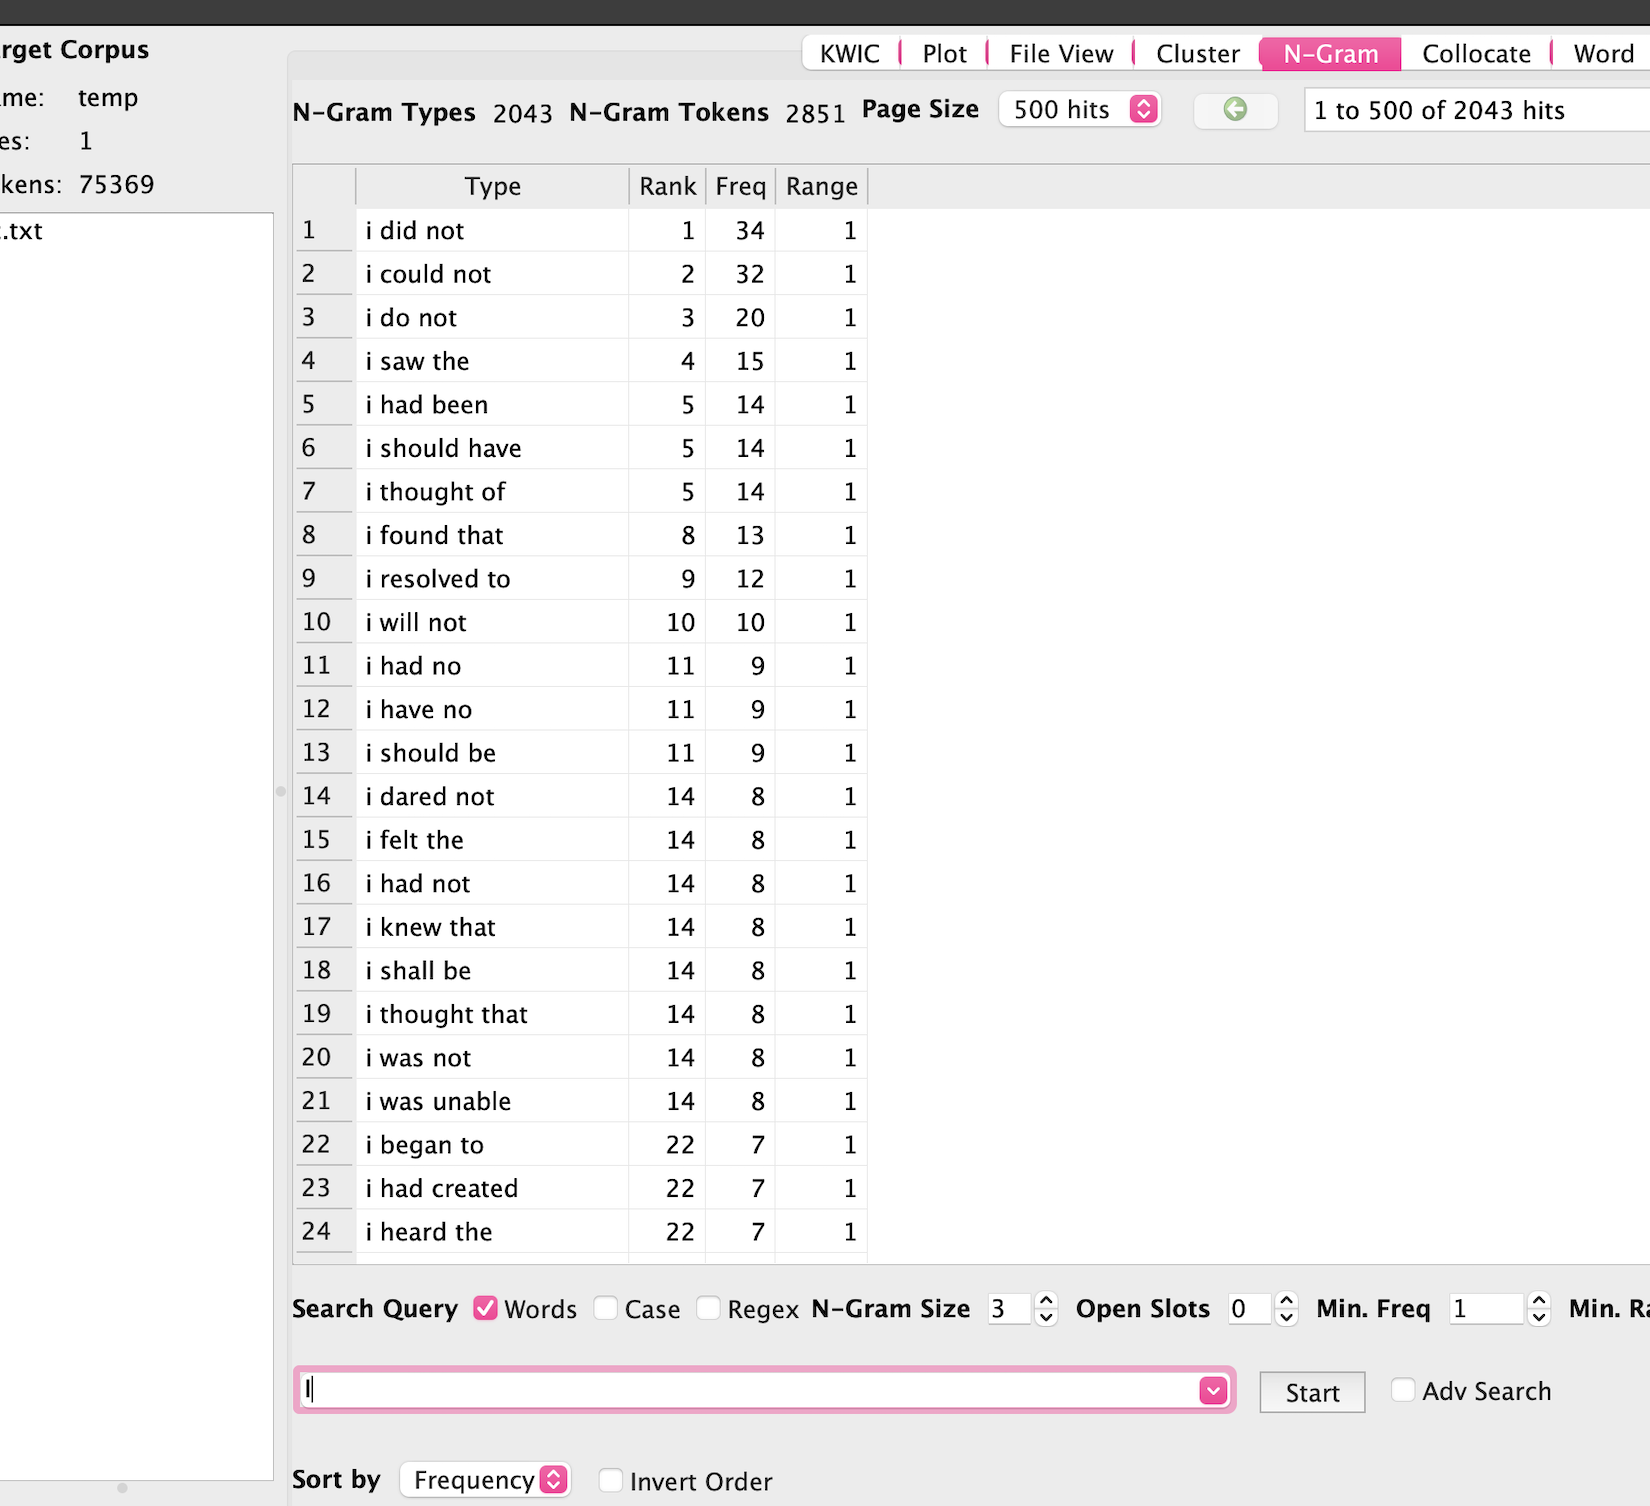 rget Corpus
KWIC Plot File View Cluster N-Gram Collocate Word
me: temp
N-Gram Types 2043 N-Gram Tokens 2851 Page Size 500 hits 1 to 500 of 2043 hits
es: 1
kens: 75369
.txt
Type Rank Freq Range
1 i did not 1 34 1
2 i could not 2 32 1
3 i do not 3 20 1
4 i saw the 4 15 1
5 i had been 5 14 1
6 i should have 5 14 1
7 i thought of 5 14 1
8 i found that 8 13 1
9 i resolved to 9 12 1
10 i will not 10 10 1
11 i had no 11 9 1
12 i have no 11 9 1
13 i should be 11 9 1
14 i dared not 14 8 1
15 i felt the 14 8 1
16 i had not 14 8 1
17 i knew that 14 8 1
18 i shall be 14 8 1
19 i thought that 14 8 1
20 i was not 14 8 1
21 i was unable 14 8 1
22 i began to 22 7 1
23 i had created 22 7 1
24 i heard the 22 7 1
Search Query Words Case Regex N-Gram Size 3 Open Slots 0 Min. Freq 1 Min. Ra
I
Start Adv Search
Sort by Frequency Invert Order